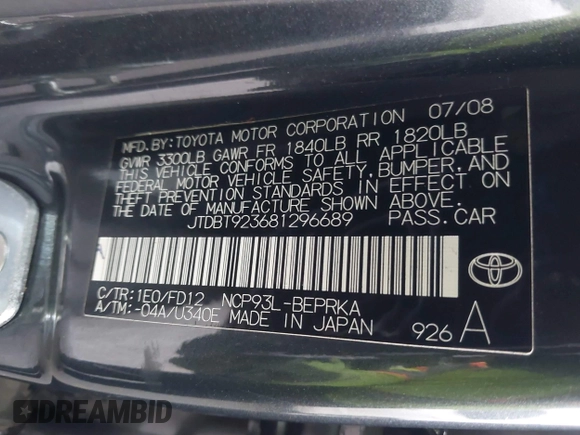 MFD.BY:TOYOTA MOTOR CORPORATION 07/08
GVWR 3300LB GAWR FR 1840LB RR 1820LB
THIS VEHICLE CONFORMS TO ALL APPLICABLE
FEDERAL MOTOR VEHICLE SAFETY,BUMPER,AND
THEFT PREVENTION STANDARDS IN EFFECT ON
THE DATE OF MANUFACTURE SHOWN ABOVE.
JTDBT923681296689 PASS.CAR
C/TR:1E0/FD12 NCP93L-BEPRKA
A/TM:-04A/U340E MADE IN JAPAN 926 A
DREAMBID